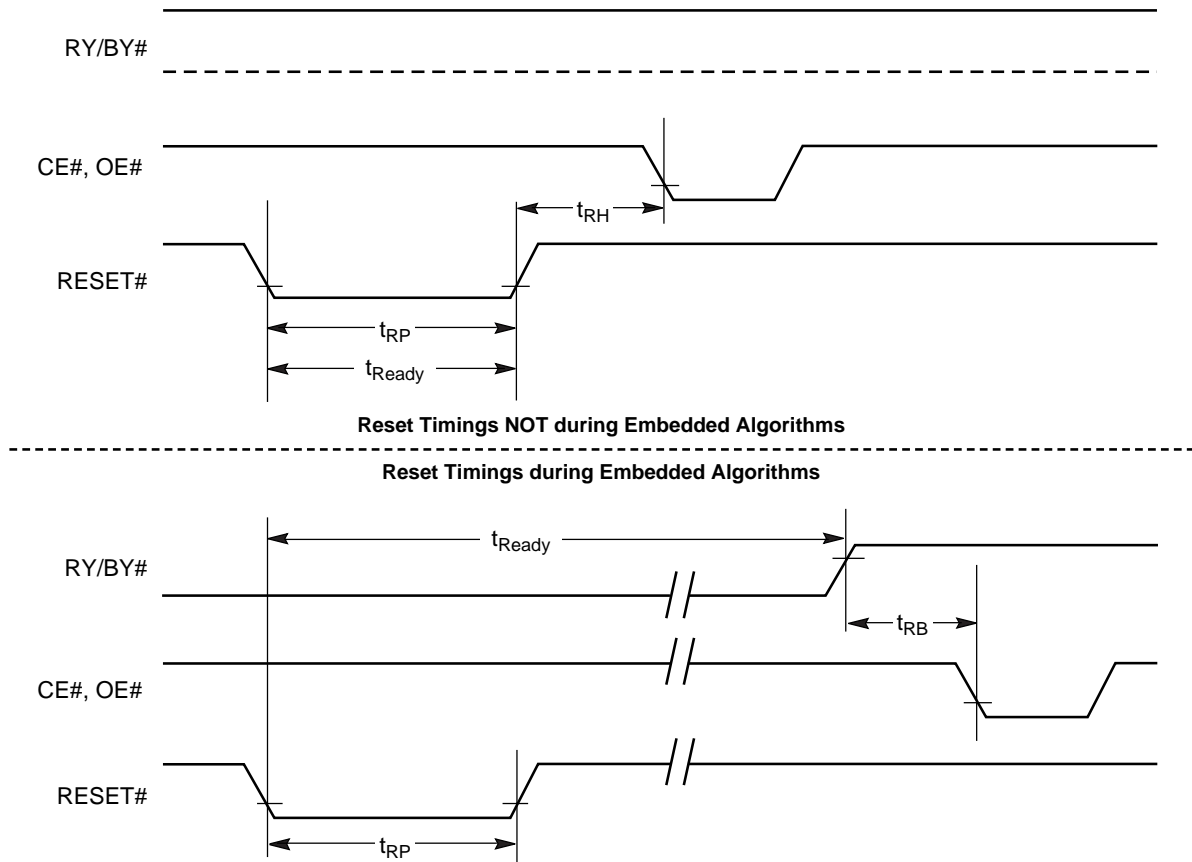 RY/BY#
CE#, OE#
tRH
RESET#
tRP
tReady
Reset Timings NOT during Embedded Algorithms
Reset Timings during Embedded Algorithms
tReady
RY/BY#
tRB
CE#, OE#
RESET#
tRP